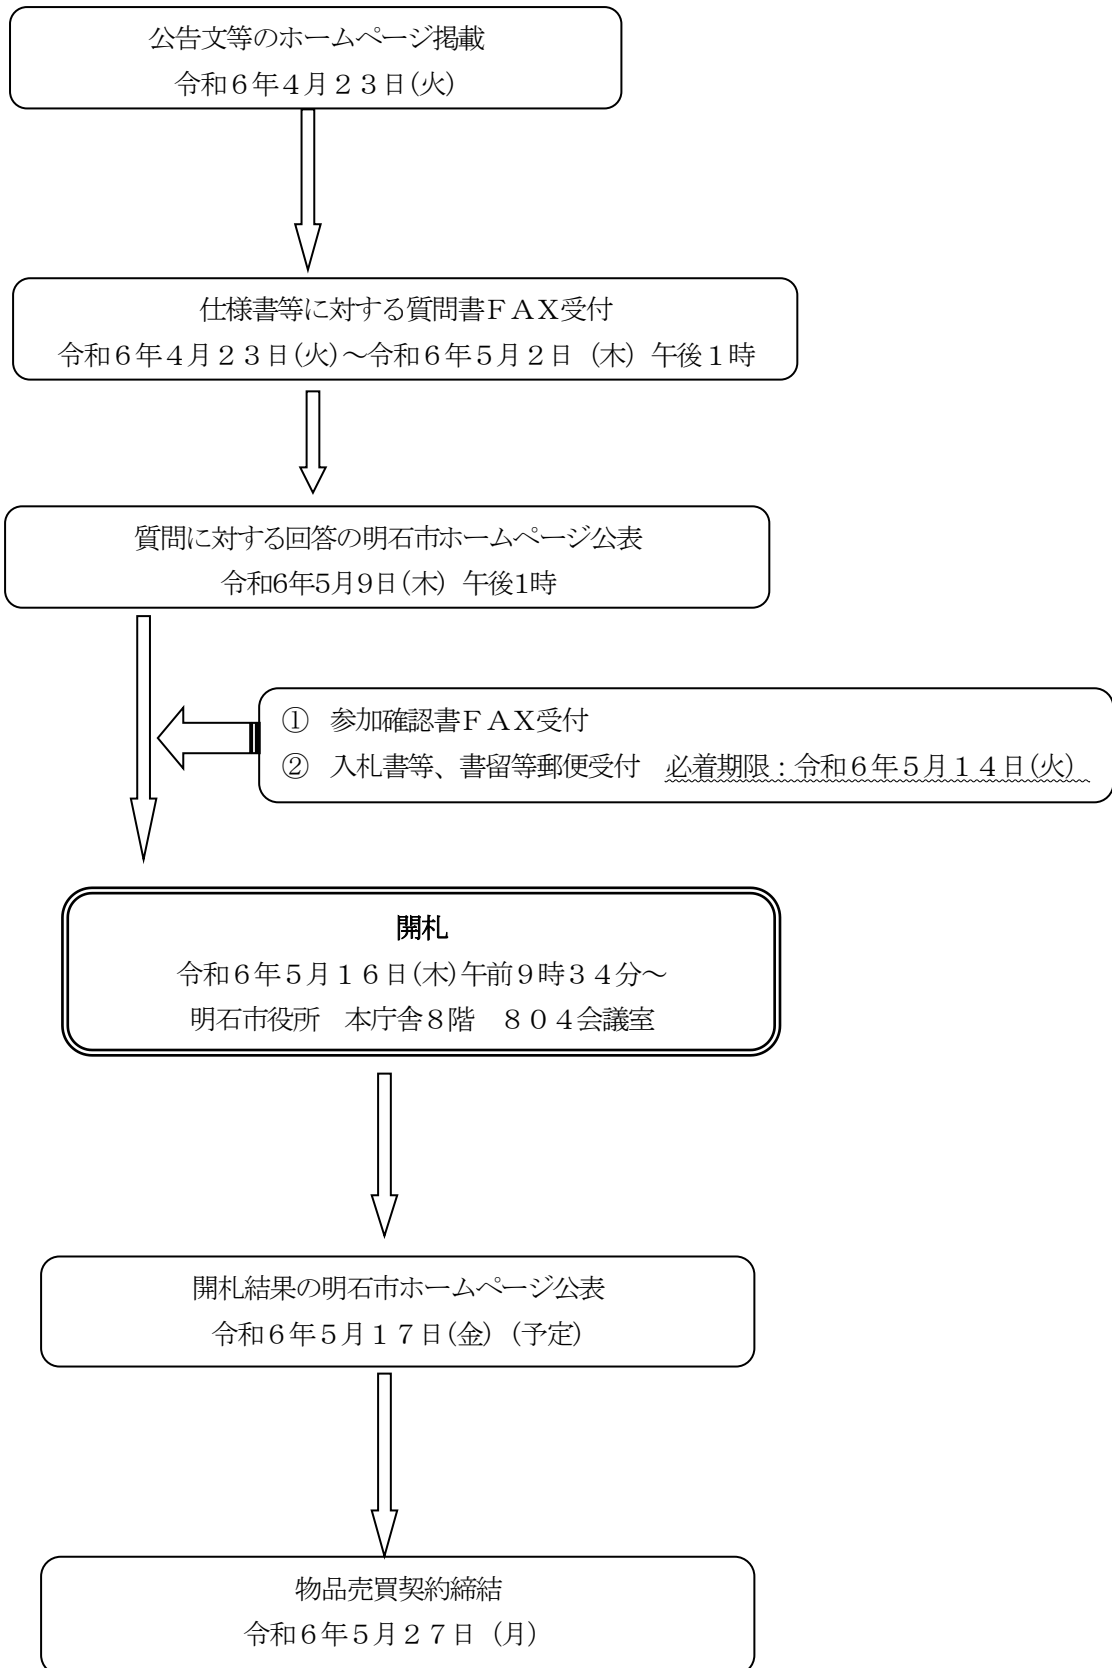 公告文等のホームページ掲載
令和６年４月２３日(火)
仕様書等に対する質問書ＦＡＸ受付
令和６年４月２３日(火)～令和６年５月２日（木）午後１時
質問に対する回答の明石市ホームページ公表
令和6年5月9日(木）午後1時
①　参加確認書ＦＡＸ受付
②　入札書等、書留等郵便受付　必着期限：令和６年５月１４日(火)
開札
令和６年５月１６日(木)午前９時３４分～
明石市役所　本庁舎８階　８０４会議室
開札結果の明石市ホームページ公表
令和６年５月１７日(金)（予定）
物品売買契約締結
令和６年５月２７日（月）